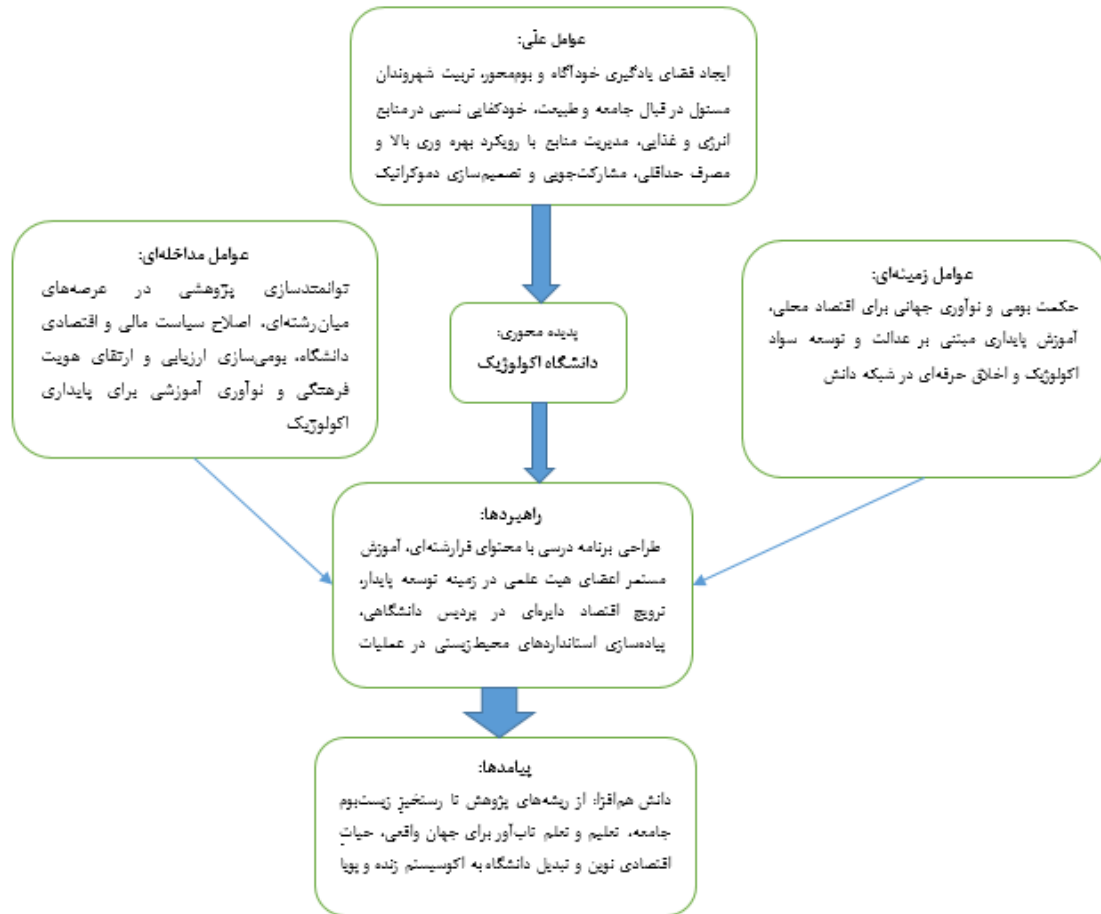 عوامل علّی:
ایجاد فضای یادگیری خودآگاه و بوم‌محور، تربیت شهروندان
مسئول در قبال جامعه و طبیعت، خودکفایی نسبی در منابع
انرژی و غذایی، مدیریت منابع با رویکرد بهره وری بالا و
مصرف حداقلی، مشارکت‌جویی و تصمیم‌سازی دموکراتیک
عوامل زمینه‌ای:
حکمت بومی و نوآوری جهانی برای اقتصاد محلی،
آموزش پایداری مبتنی بر عدالت و توسعه سواد
اکولوژیک و اخلاق حرفه‌ای در شبکه دانش
پدیده محوری:
دانشگاه اکولوژیک
عوامل مداخله‌ای:
توانمندسازی پژوهشی در عرصه‌های
میان‌رشته‌ای، اصلاح سیاست مالی و اقتصادی
دانشگاه، بومی‌سازی ارزیابی و ارتقای هویت
فرهنگی و نوآوری آموزشی برای پایداری
اکولوژیک
راهبردها:
طراحی برنامه درسی با محتوای فرارشته‌ای، آموزش
مستمر اعضای هیت علمی در زمینه توسعه پایدار،
ترویج اقتصاد دایره‌ای در پردیس دانشگاهی،
پیاده‌سازی استانداردهای محیط‌زیستی در عملیات
پیامدها:
دانش هم‌افزا: از ریشه‌های پژوهش تا رستخیزِ زیست‌بوم
جامعه، تعلیم و تعلم تاب‌آور برای جهان واقعی، حیاتِ
اقتصادی نوین و تبدیل دانشگاه به اکوسیستم زنده و پویا